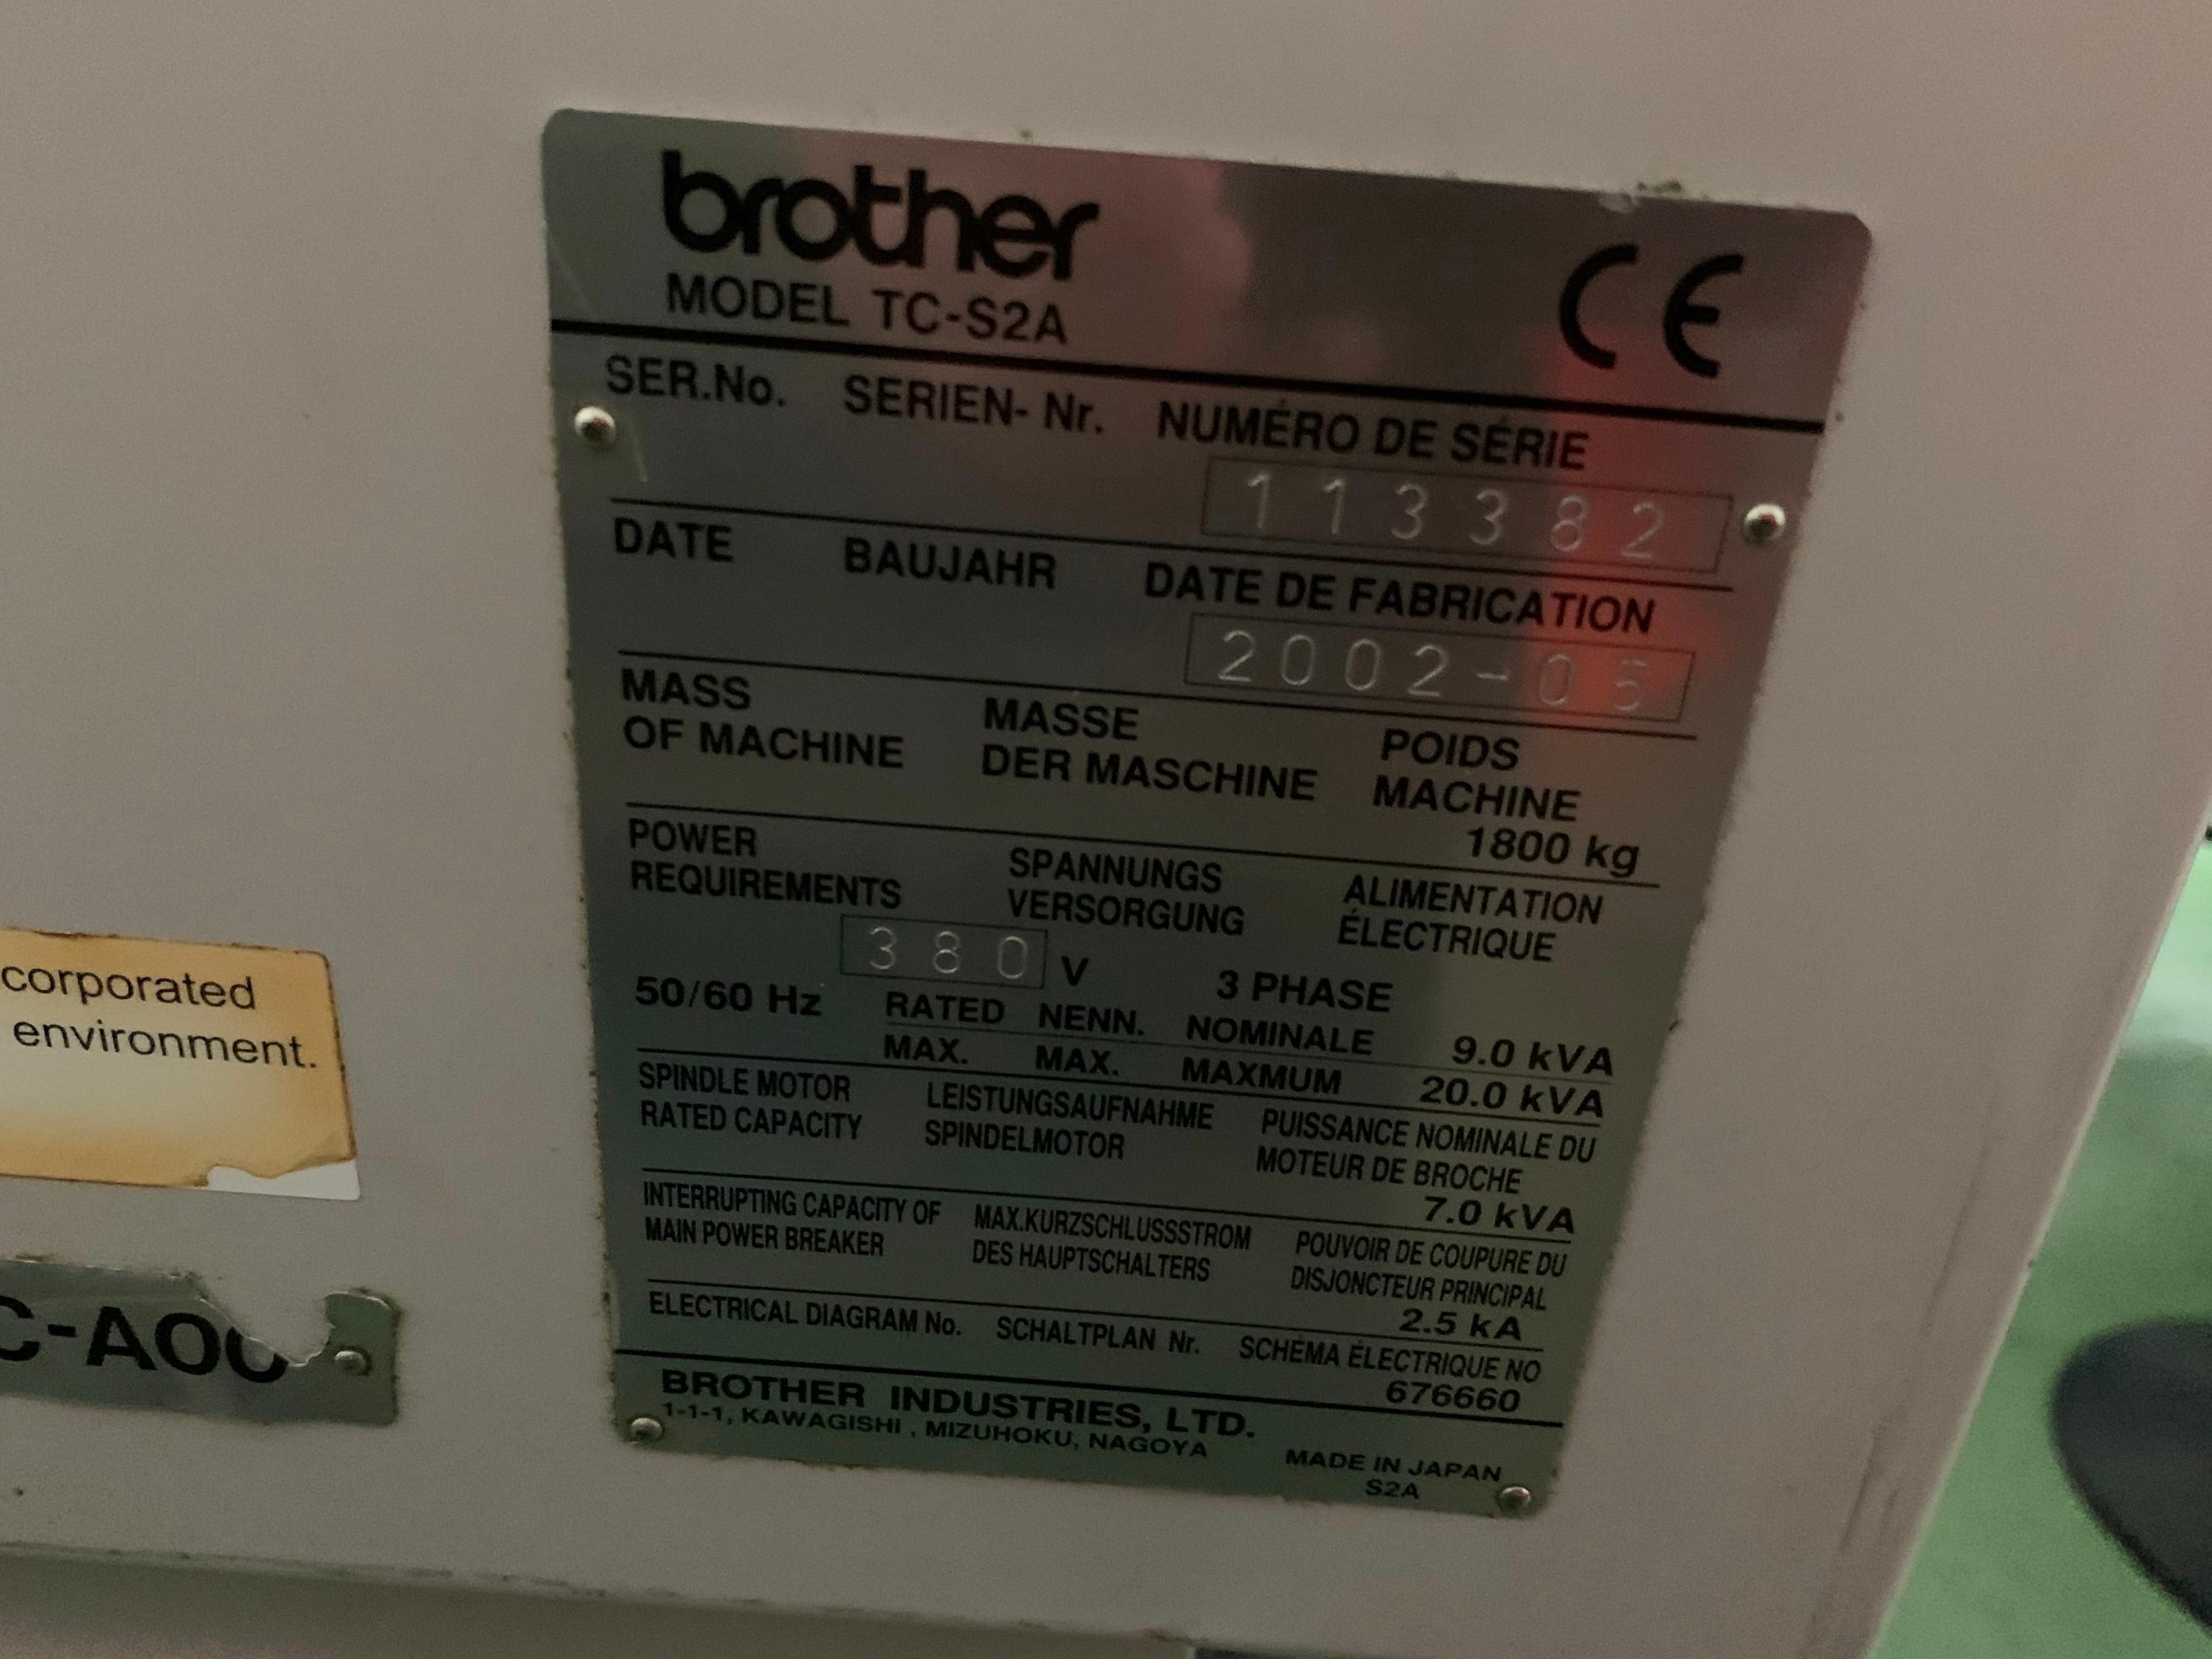 brother
CE
MODEL TC-S2A
SER.No. SERIEN- Nr. NUMÉRO DE SÉRIE
113382
DATE BAUJAHR DATE DE FABRICATION
2002-05
MASS OF MACHINE
MASSE DER MASCHINE
POIDS MACHINE
1800 kg
POWER REQUIREMENTS
SPANNUNGS VERSORGUNG
ALIMENTATION ÉLECTRIQUE
380 V 3 PHASE
50/60 Hz RATED NENN. NOMINALE 9.0 kVA
MAX. MAX. MAXMUM 20.0 kVA
SPINDLE MOTOR RATED CAPACITY
LEISTUNGSAUFNAHME SPINDELMOTOR
PUISSANCE NOMINALE DU MOTEUR DE BROCHE
7.0 kVA
INTERRUPTING CAPACITY OF MAIN POWER BREAKER
MAX.KURZSCHLUSSSTROM DES HAUPTSCHALTERS
POUVOIR DE COUPURE DU DISJONCTEUR PRINCIPAL
2.5 kA
ELECTRICAL DIAGRAM No. SCHALTPLAN Nr. SCHÉMA ÉLECTRIQUE NO
676660
BROTHER INDUSTRIES, LTD.
1-1-1, KAWAGISHI , MIZUHOKU, NAGOYA
MADE IN JAPAN
S2A
corporated
environment.